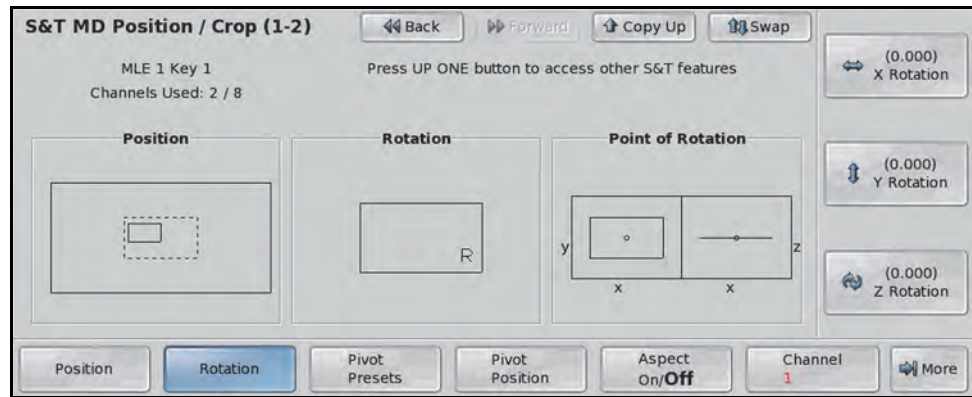 S&T MD Position / Crop (1-2)
Back
Forward
Copy Up
Swap
MLE 1 Key 1
Channels Used: 2 / 8
Press UP ONE button to access other S&T features
(0.000)
X Rotation
(0.000)
Y Rotation
(0.000)
Z Rotation
Position
Rotation
Point of Rotation
R
y
z
x
x
Position
Rotation
Pivot
Presets
Pivot
Position
Aspect
On/Off
Channel
1
More